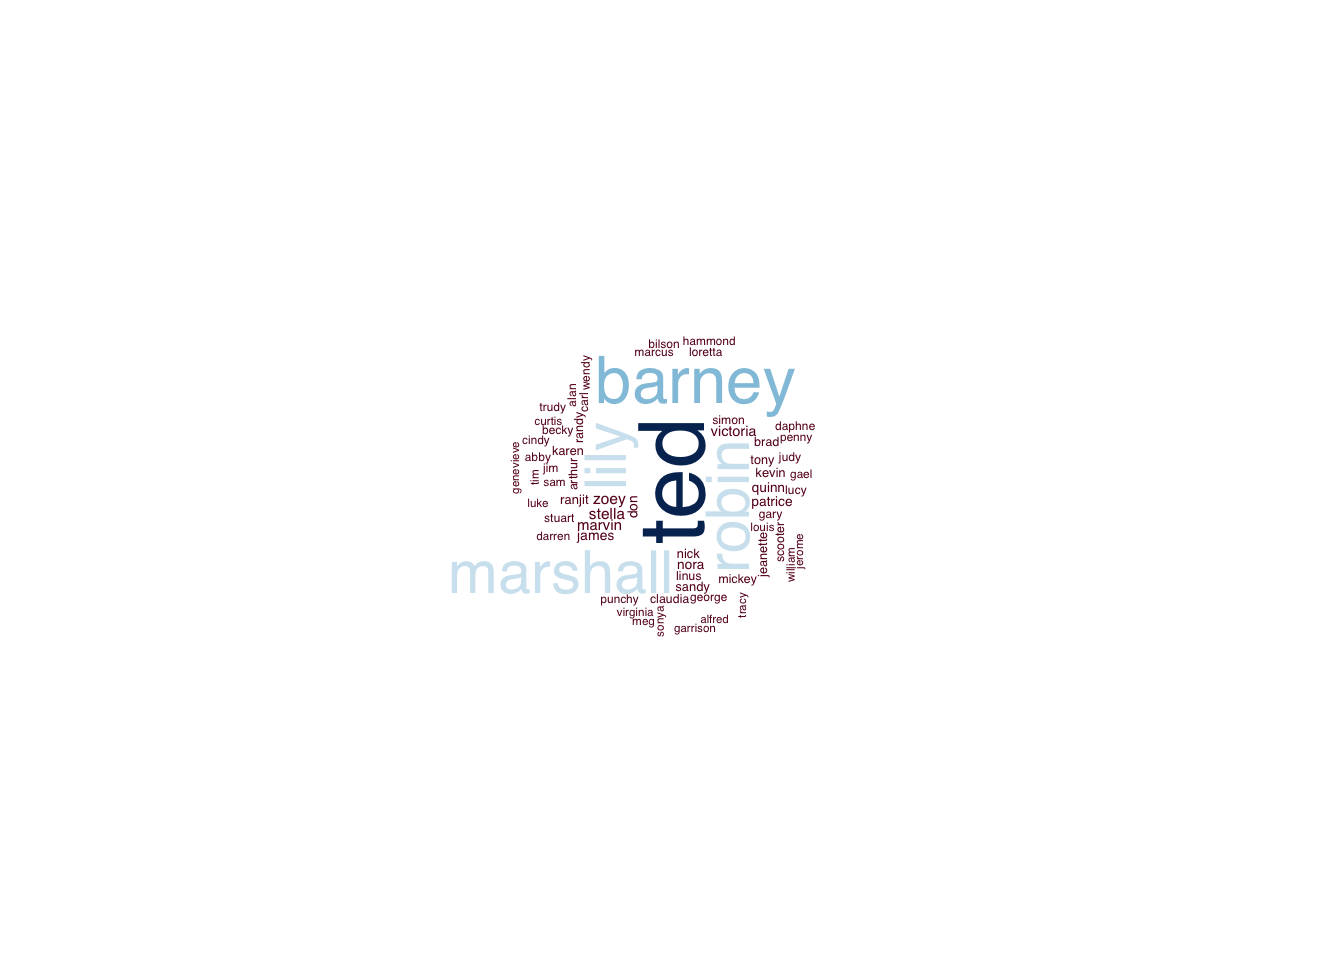 hammond
bilson
marcus
loretta
barney
wendy
carl
alan
trudy
curtis
becky
randy
cindy
karen
abby
jim
tim
sam
arthur
genevieve
lily
ted
robin
simon
victoria
daphne
penny
brad
tony
judy
kevin
gael
quinn
lucy
patrice
gary
louis
scooter
jeanette
jerome
william
luke
ranjit
zoey
don
stella
stuart
marvin
darren
james
marshall
nick
nora
linus
sandy
mickey
punchy
claudia
george
tracy
virginia
meg
sonya
alfred
garrison